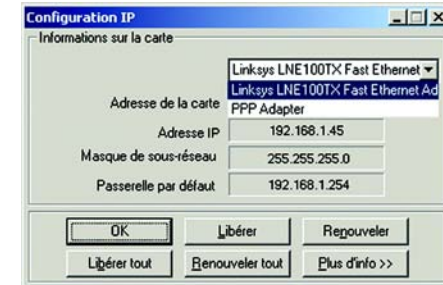 Configuration IP
Informations sur la carte
Linksys LNE100TX Fast Ethernet
Linksys LNE100TX Fast Ethernet Ad
Adresse de la carte
PPP Adapter
Adresse IP 192.168.1.45
Masque de sous-réseau 255.255.255.0
Passerelle par défaut 192.168.1.254
OK Libérer Renouveler
Libérer tout Renouveler tout Plus d'info >>